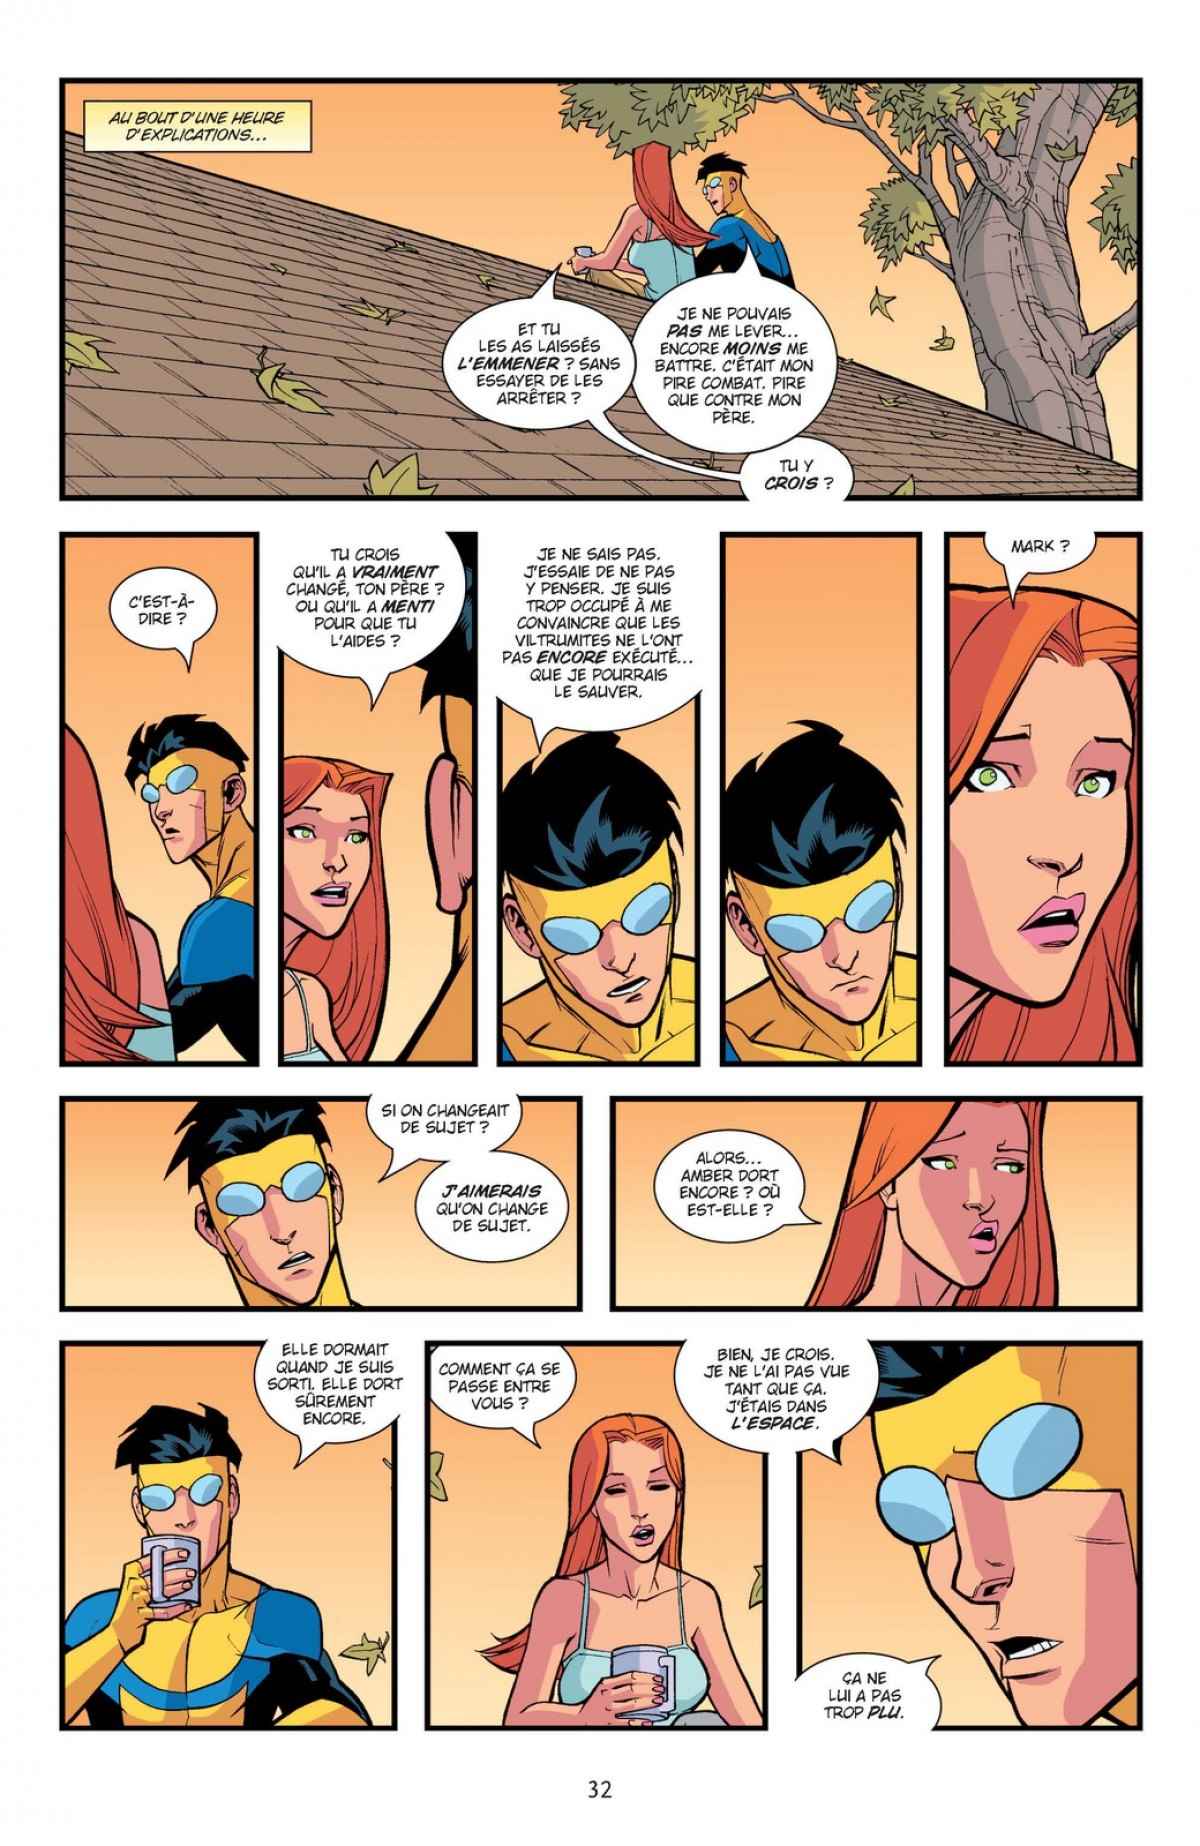 AU BOUT D'UNE HEURE
D'EXPLICATIONS...
ET TU
LES AS LAISSÉS
L'EMMENER ? SANS
ESSAYER DE LES
ARRÊTER ?
JE NE POUVAIS
PAS ME LEVER...
ENCORE MOINS ME
BATTRE. C'ÉTAIT MON
PIRE COMBAT. PIRE
QUE CONTRE MON
PÈRE.
TU Y
CROIS ?
C'EST-À-
DIRE ?
TU CROIS
QU'IL A VRAIMENT
CHANGÉ, TON PÈRE ?
OU QU'IL A MENTI
POUR QUE TU
L'AIDES ?
JE NE SAIS PAS.
J'ESSAIE DE NE PAS
Y PENSER. JE SUIS
TROP OCCUPÉ À ME
CONVAINCRE QUE LES
VILTRUMITES NE L'ONT
PAS ENCORE EXÉCUTÉ...
QUE JE POURRAIS
LE SAUVER.
MARK ?
SI ON CHANGEAIT
DE SUJET ?
J'AIMERAIS
QU'ON CHANGE
DE SUJET.
ALORS...
AMBER DORT
ENCORE ? OÙ
EST-ELLE ?
ELLE DORMAIT
QUAND JE SUIS
SORTI. ELLE DORT
SÛREMENT
ENCORE.
COMMENT ÇA SE
PASSE ENTRE
VOUS ?
BIEN, JE CROIS.
JE NE L'AI PAS VUE
TANT QUE ÇA.
J'ÉTAIS DANS
L'ESPACE.
ÇA NE
LUI A PAS
TROP PLU.
32